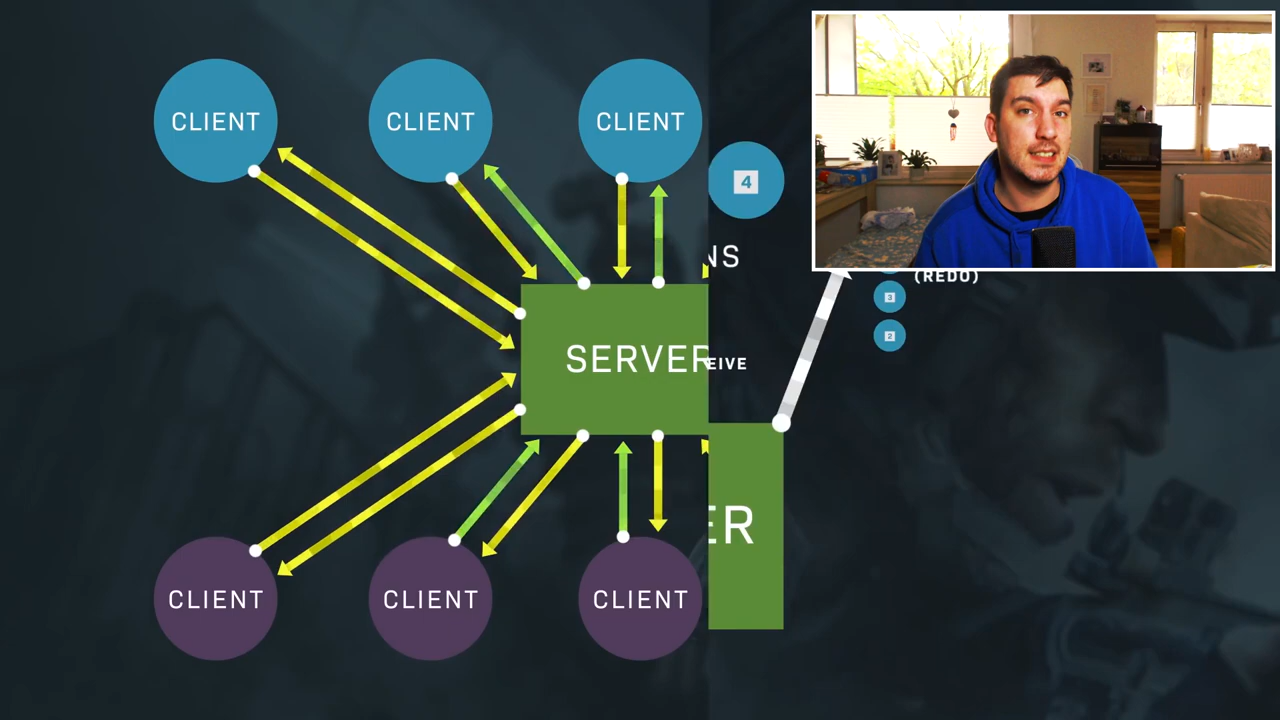 CLIENT
CLIENT
CLIENT
4
NS
(REDO)
3
2
SERVER
EIVE
ER
CLIENT
CLIENT
CLIENT